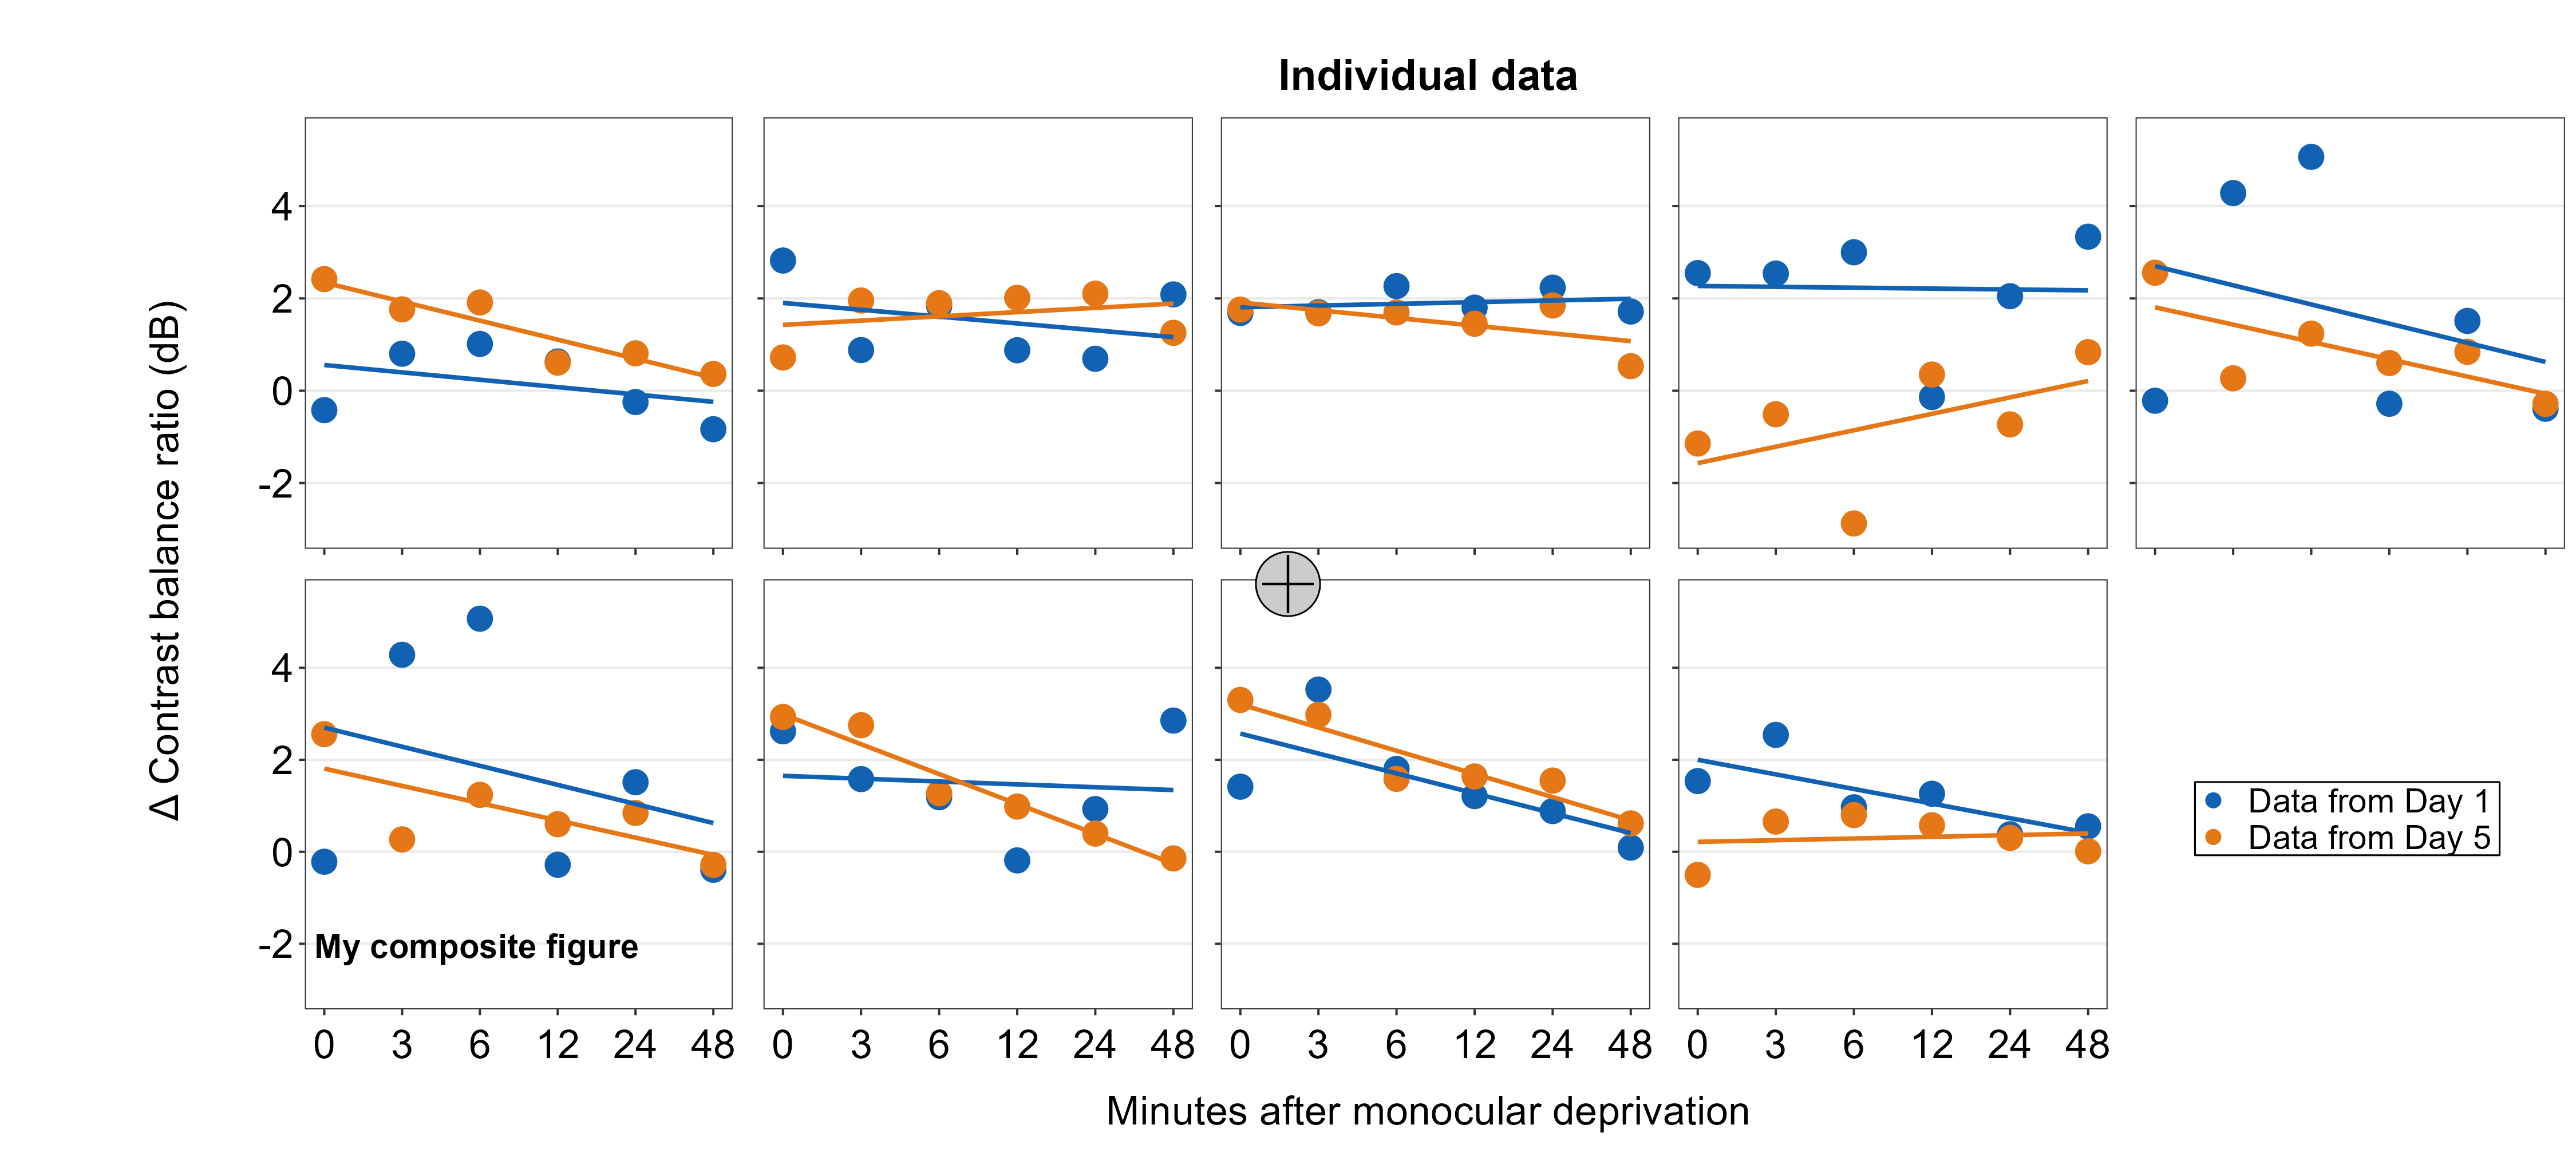 Individual data
Δ Contrast balance ratio (dB)
4
2
0
-2
4
2
0
-2
My composite figure
0 3 6 12 24 48
0 3 6 12 24 48
0 3 6 12 24 48
0 3 6 12 24 48
Data from Day 1
Data from Day 5
Minutes after monocular deprivation